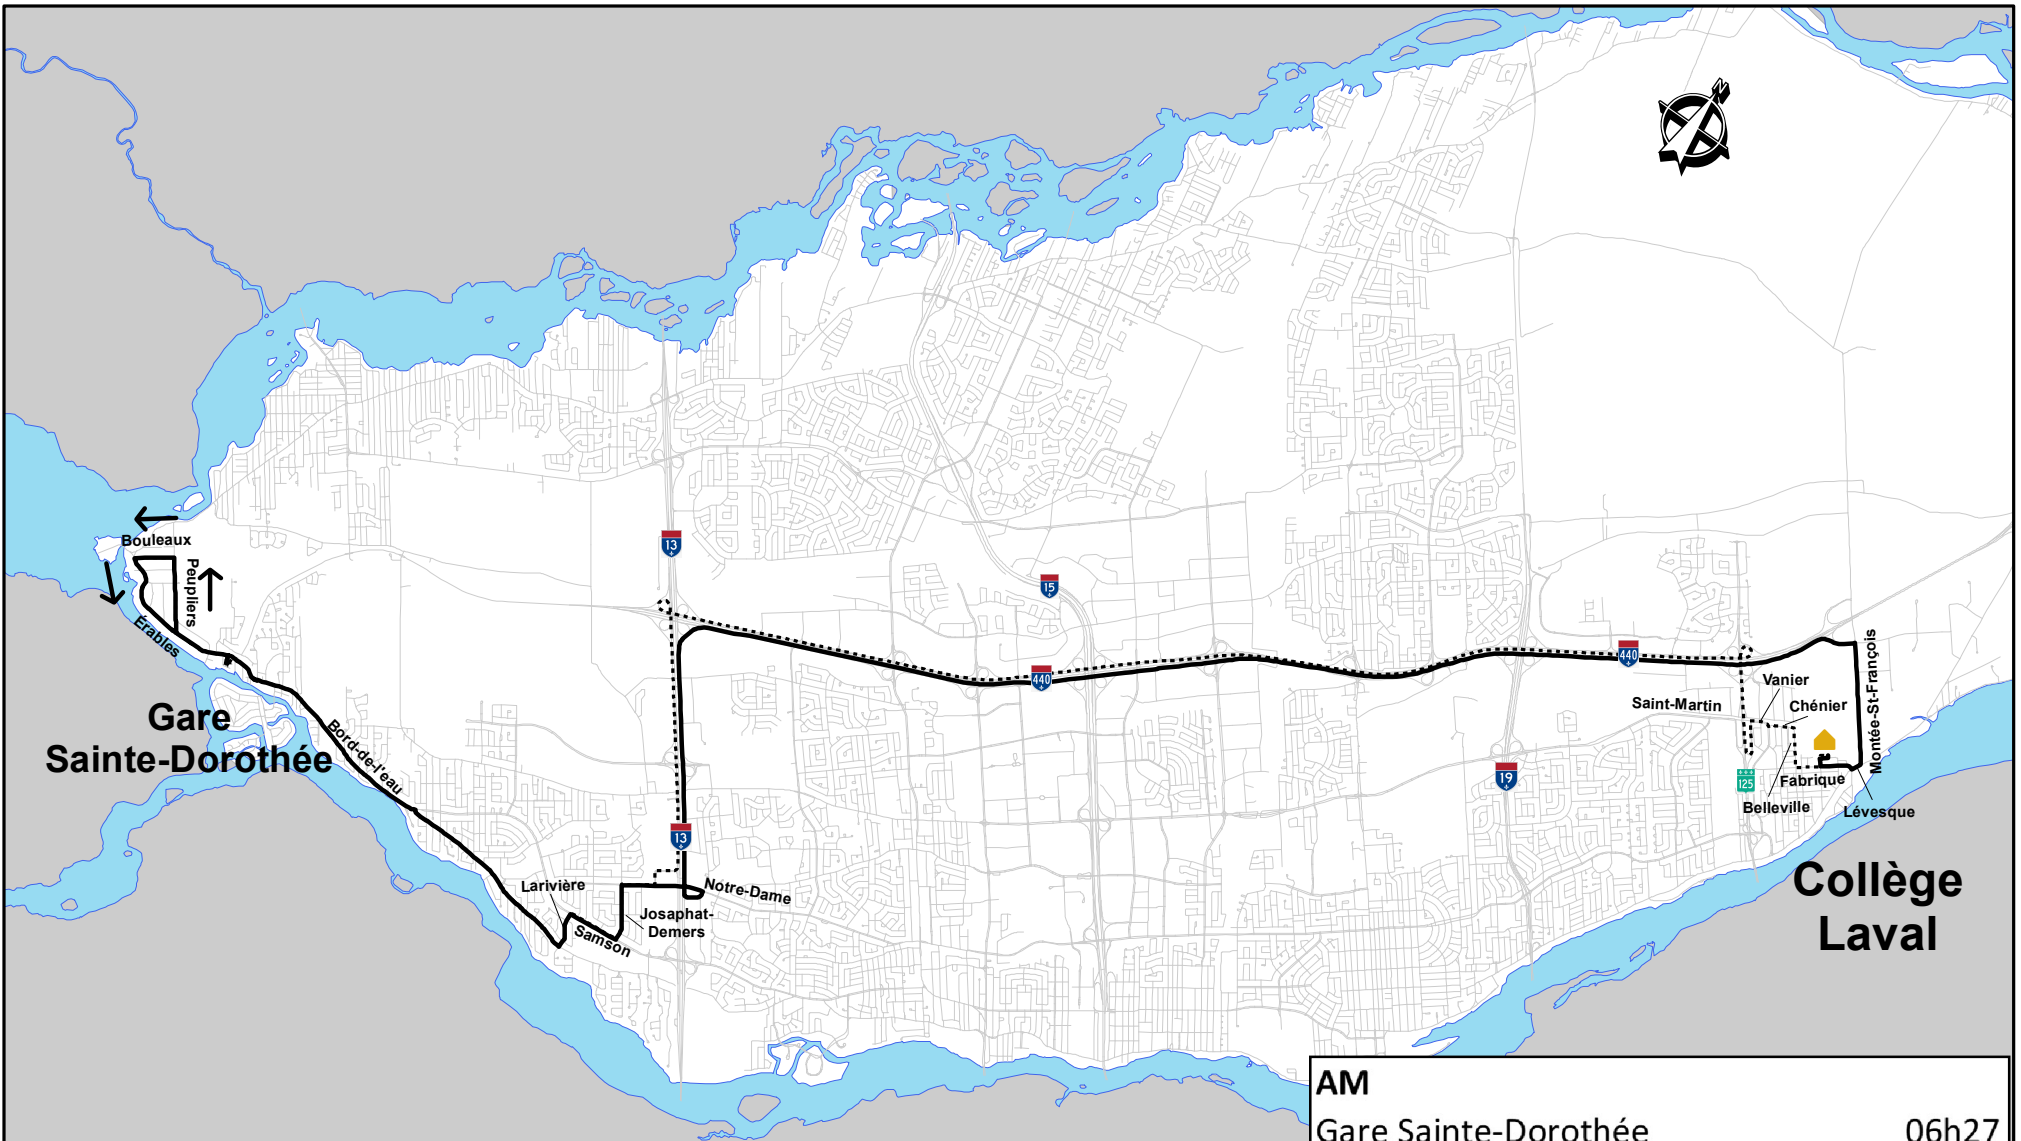 N
Bouleaux
Peupliers
Érables
Gare
Sainte-Dorothée
Bord-de-l'eau
Larivière
Samson
Josaphat-
Demers
Notre-Dame
13
13
15
440
440
19
125
Saint-Martin
Vanier
Chénier
Montée-St-François
Fabrique
Belleville
Lévesque
Collège
Laval
AM
Gare Sainte-Dorothée 06h27